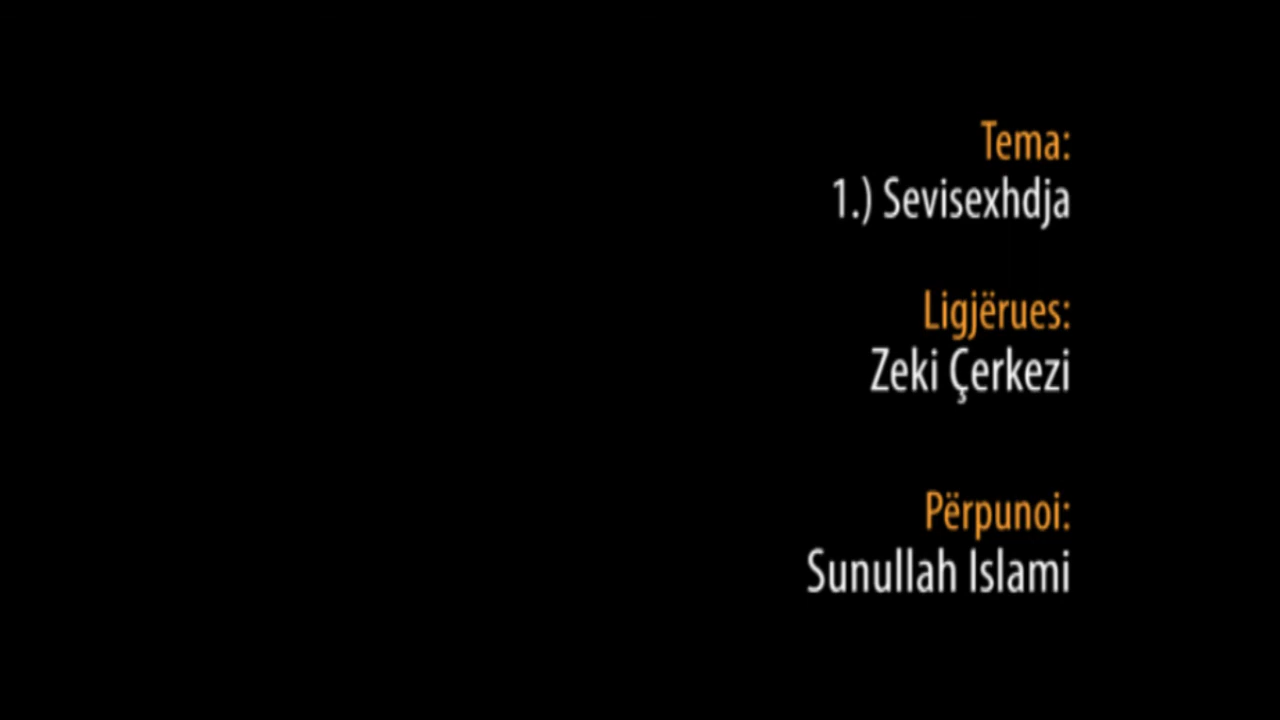 Tema:
1.) Sevisexhdja
Ligjërues:
Zeki Çerkezi
Përpunoi:
Sunullah Islami